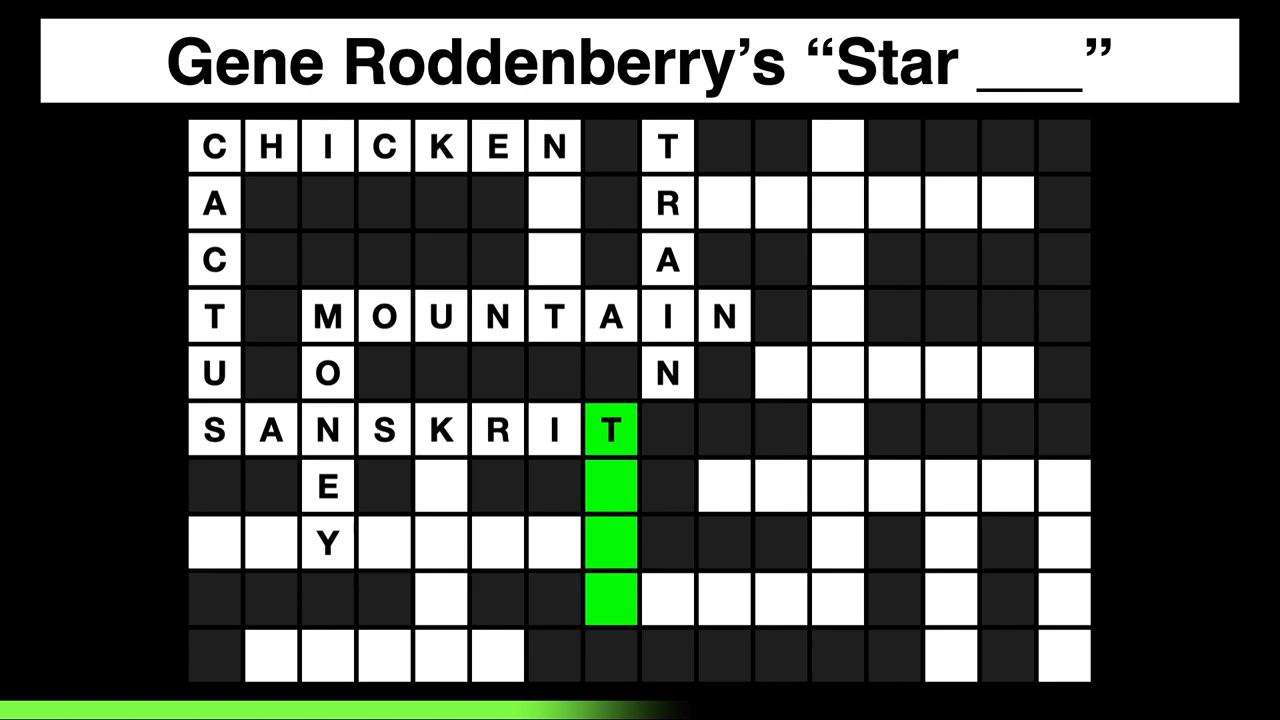 Gene Roddenberry’s “Star ___”
CHICKEN T
A R
C A
T MOUNTAIN
U O N
SANSKRIT
E
Y